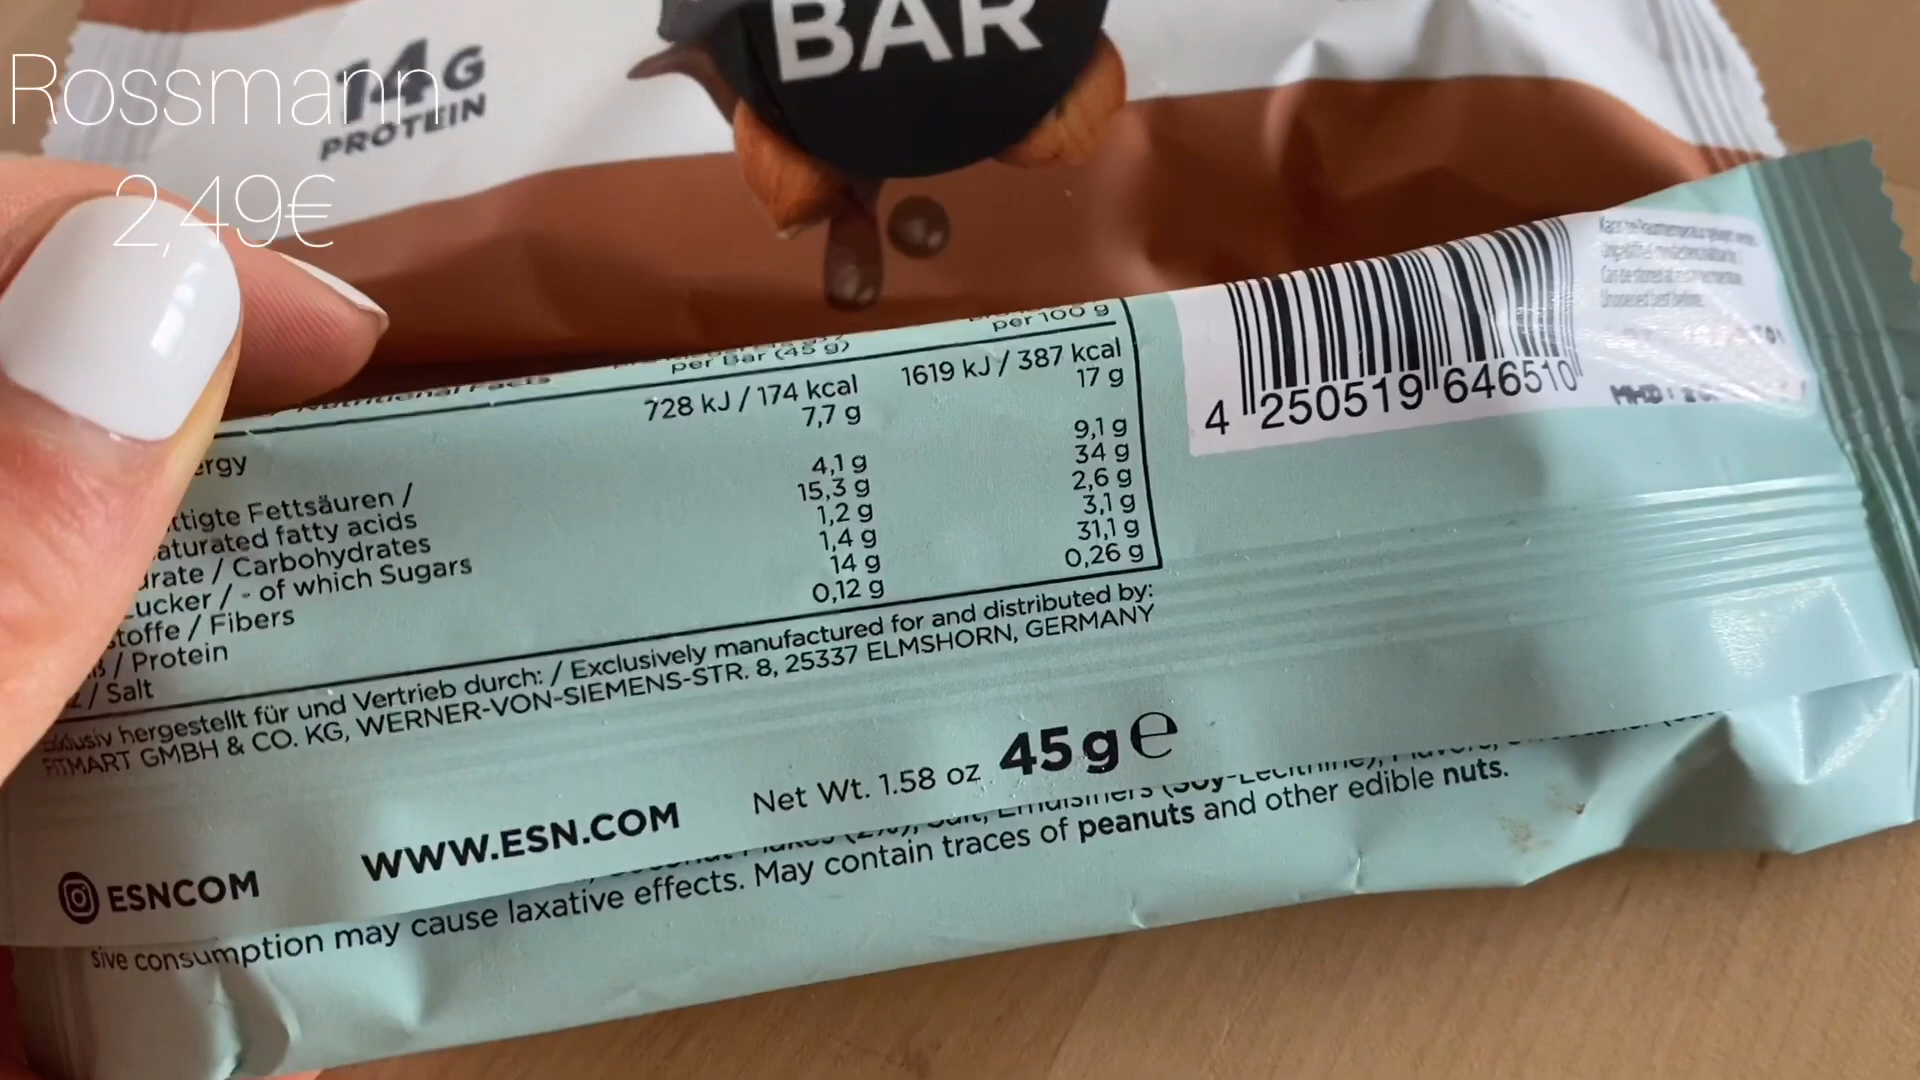 Rossmann
2,49€
14G
PROTEIN
BAR
per Bar (45 g)
per 100 g
728 kJ / 174 kcal
1619 kJ / 387 kcal
7,7 g
17 g
ergy
ttigte Fettsäuren /
4,1 g
9,1 g
aturated fatty acids
15,3 g
34 g
drate / Carbohydrates
1,2 g
2,6 g
ucker / - of which Sugars
1,4 g
3,1 g
stoffe / Fibers
14 g
31,1 g
/ Protein
0,12 g
0,26 g
/ Salt
hergestellt für und Vertrieb durch: / Exclusively manufactured for and distributed by:
FITMART GMBH & CO. KG, WERNER-VON-SIEMENS-STR. 8, 25337 ELMSHORN, GERMANY
4 250519 646510
ESNCOM
WWW.ESN.COM
Net Wt. 1.58 oz 45 g e
sive consumption may cause laxative effects. May contain traces of peanuts and other edible nuts.